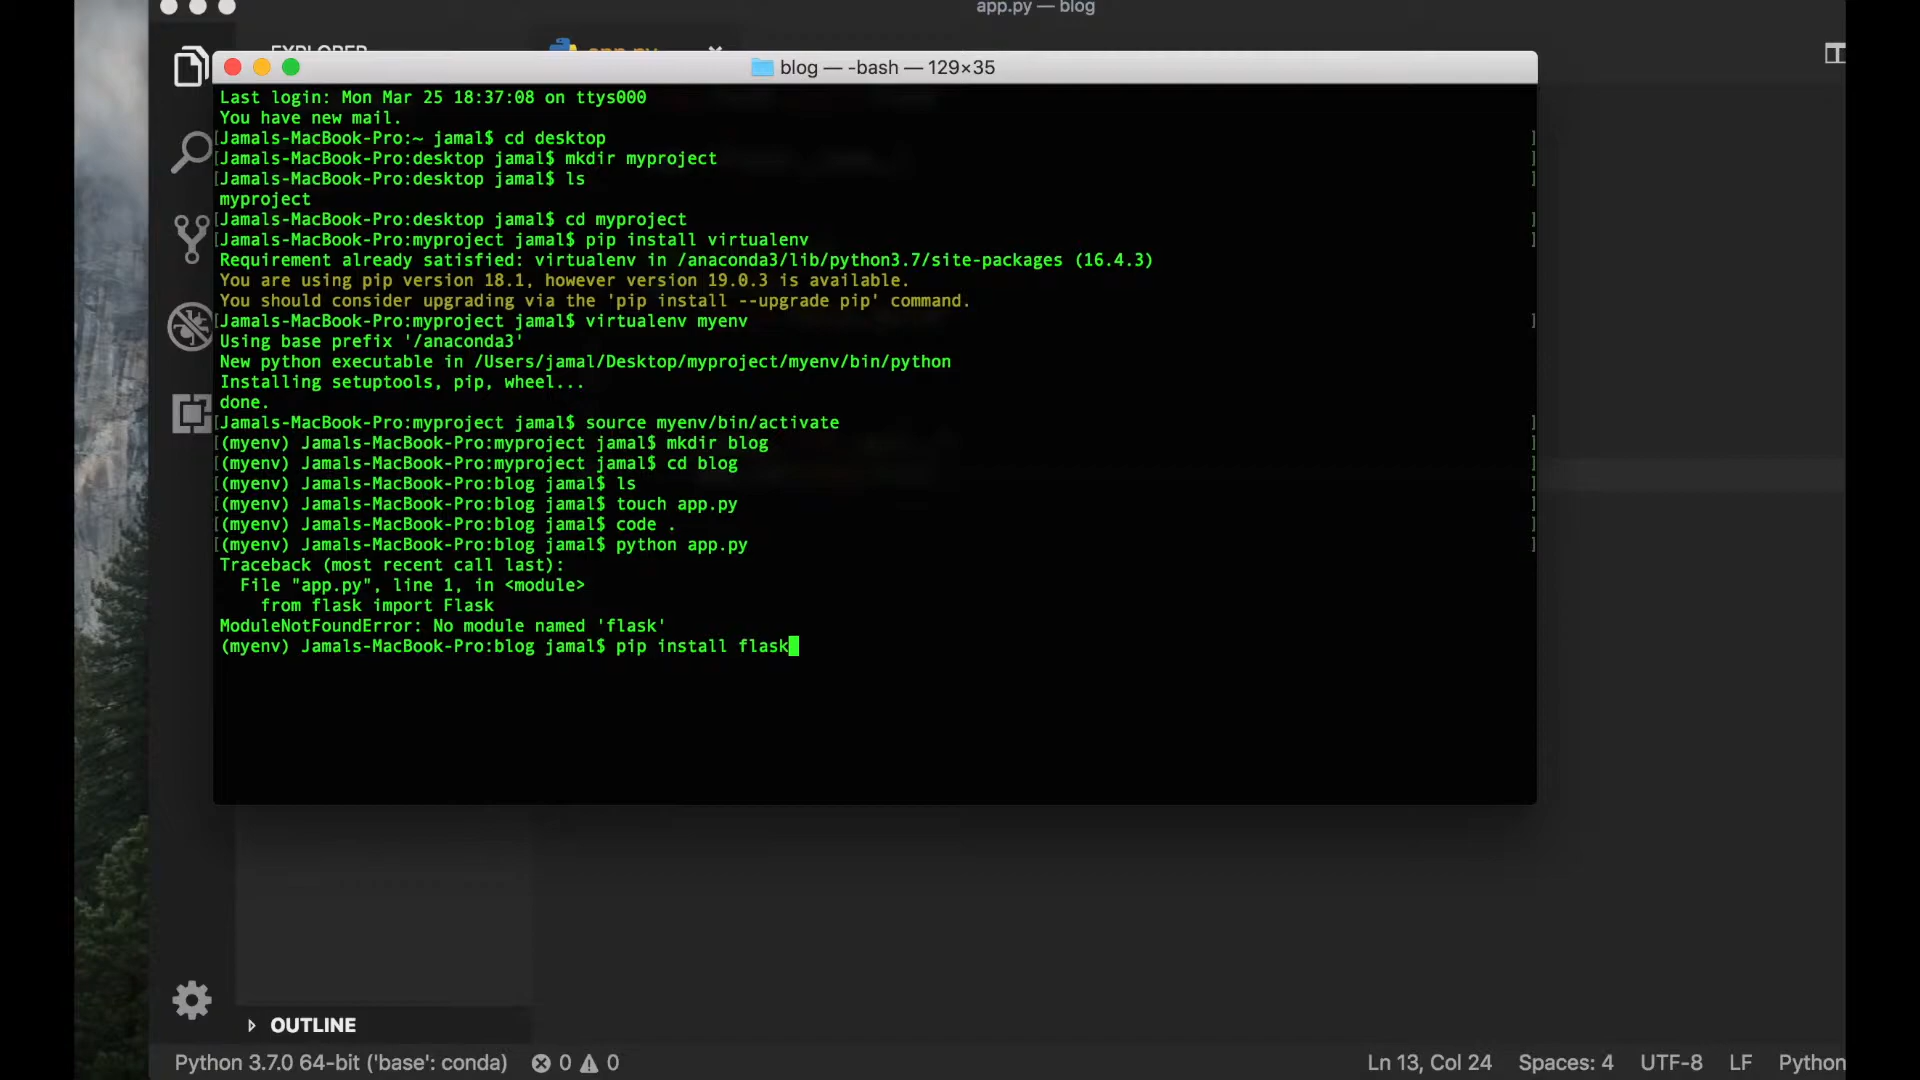 app.py — blog
EXPLORER
app.py
blog — -bash — 129×35
Last login: Mon Mar 25 18:37:08 on ttys000
You have new mail.
[Jamals-MacBook-Pro:~ jamal$ cd desktop ]
[Jamals-MacBook-Pro:desktop jamal$ mkdir myproject ]
[Jamals-MacBook-Pro:desktop jamal$ ls ]
myproject
[Jamals-MacBook-Pro:desktop jamal$ cd myproject ]
[Jamals-MacBook-Pro:myproject jamal$ pip install virtualenv ]
Requirement already satisfied: virtualenv in /anaconda3/lib/python3.7/site-packages (16.4.3)
You are using pip version 18.1, however version 19.0.3 is available.
You should consider upgrading via the 'pip install --upgrade pip' command.
[Jamals-MacBook-Pro:myproject jamal$ virtualenv myenv ]
Using base prefix '/anaconda3'
New python executable in /Users/jamal/Desktop/myproject/myenv/bin/python
Installing setuptools, pip, wheel...
done.
[Jamals-MacBook-Pro:myproject jamal$ source myenv/bin/activate ]
[(myenv) Jamals-MacBook-Pro:myproject jamal$ mkdir blog ]
[(myenv) Jamals-MacBook-Pro:myproject jamal$ cd blog ]
[(myenv) Jamals-MacBook-Pro:blog jamal$ ls ]
[(myenv) Jamals-MacBook-Pro:blog jamal$ touch app.py ]
[(myenv) Jamals-MacBook-Pro:blog jamal$ code . ]
[(myenv) Jamals-MacBook-Pro:blog jamal$ python app.py ]
Traceback (most recent call last):
  File "app.py", line 1, in <module>
    from flask import Flask
ModuleNotFoundError: No module named 'flask'
(myenv) Jamals-MacBook-Pro:blog jamal$ pip install flask
OUTLINE
Python 3.7.0 64-bit ('base': conda) 0 0 Ln 13, Col 24 Spaces: 4 UTF-8 LF Python